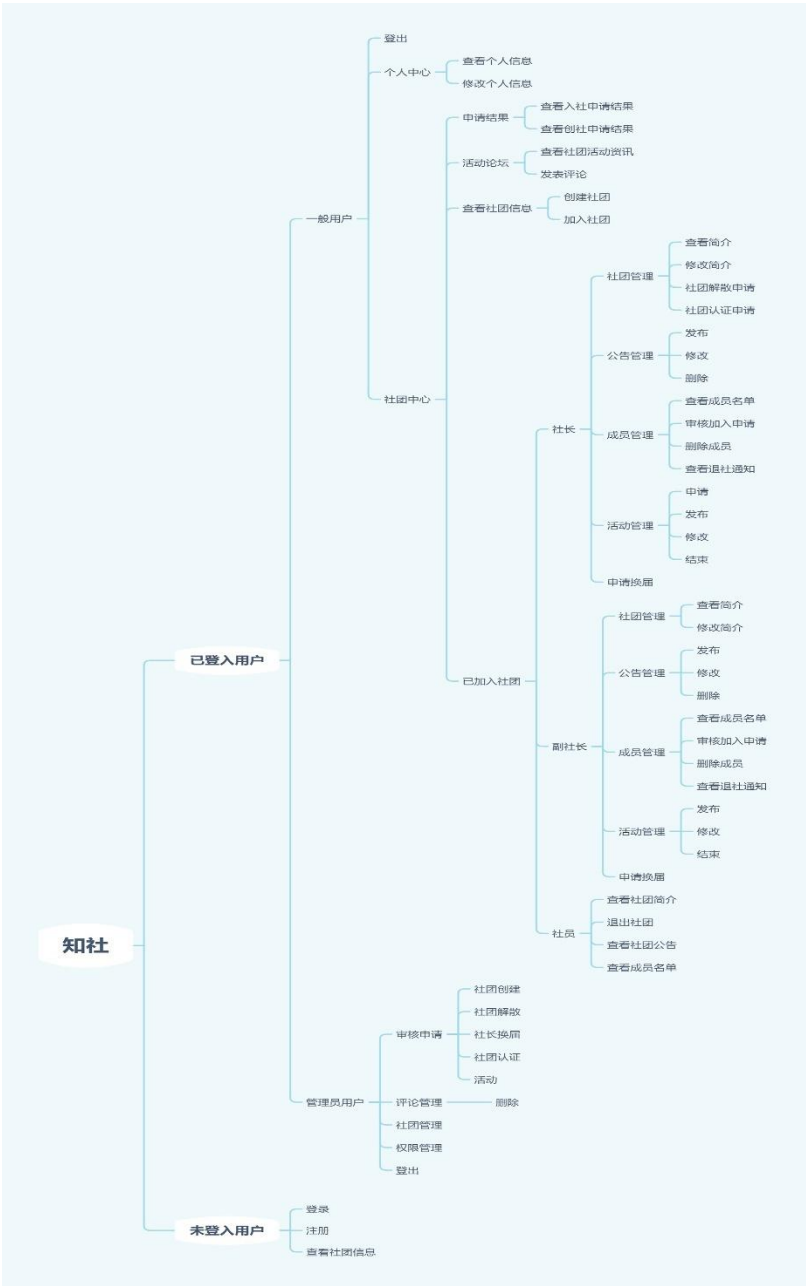 登出
个人中心
查看个人信息
修改个人信息
申请结果
查看入社申请结果
查看创社申请结果
活动论坛
查看社团活动资讯
发表评论
查看社团信息
创建社团
加入社团
一般用户
社团中心
社团管理
查看简介
修改简介
社团解散申请
社团认证申请
公告管理
发布
修改
删除
社长
成员管理
查看成员名单
审核加入申请
删除成员
查看退社通知
活动管理
申请
发布
修改
结束
申请换届
已登入用户
已加入社团
社团管理
查看简介
修改简介
公告管理
发布
修改
删除
副社长
成员管理
查看成员名单
审核加入申请
删除成员
查看退社通知
活动管理
发布
修改
结束
申请换届
社员
查看社团简介
退出社团
查看社团公告
查看成员名单
知社
管理员用户
审核申请
社团创建
社团解散
社长换届
社团认证
活动
评论管理
删除
社团管理
权限管理
登出
未登入用户
登录
注册
查看社团信息